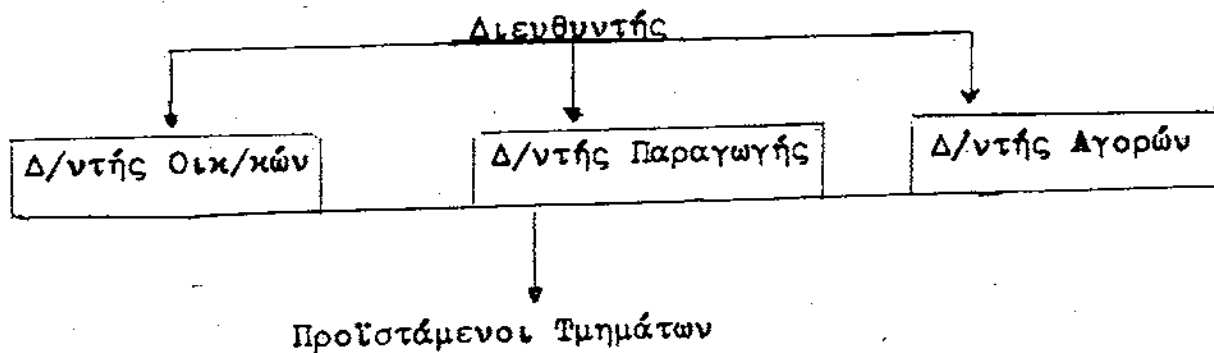 Διευθυντής
Δ/ντής Οικ/κών
Δ/ντής Παραγωγής
Δ/ντής Αγορών
Προϊστάμενοι Τμημάτων